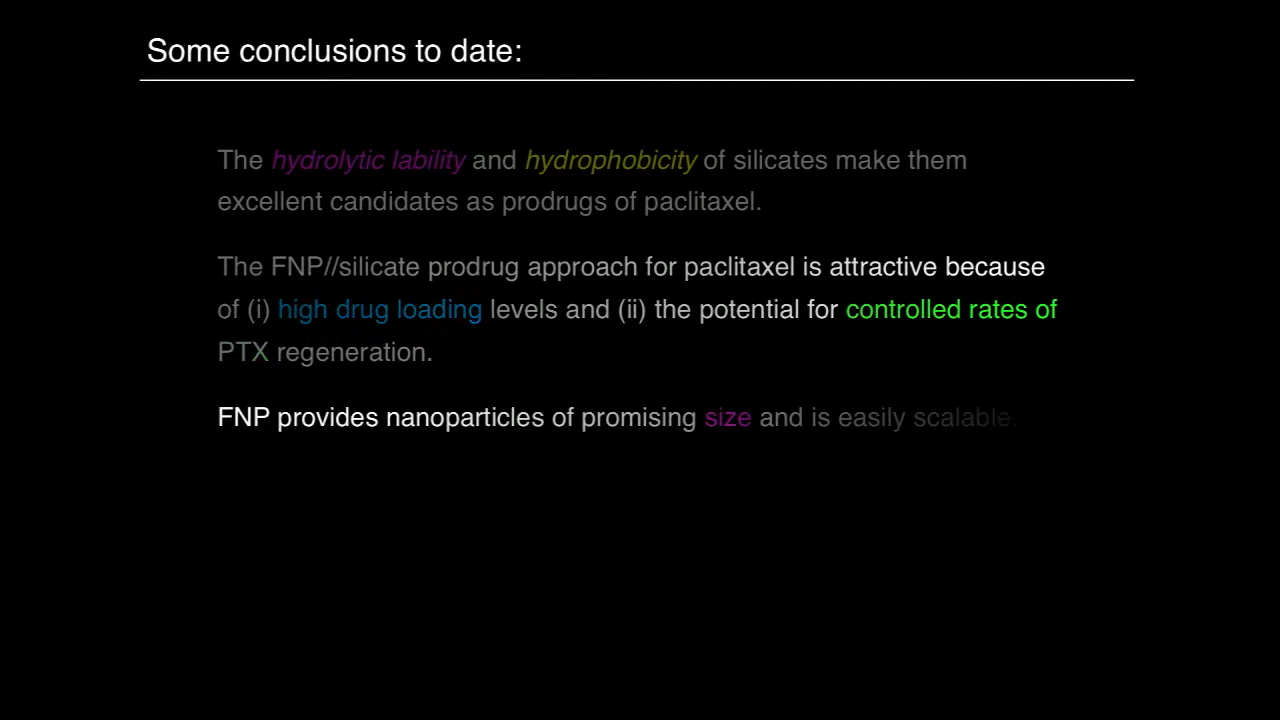 Some conclusions to date:
The hydrolytic lability and hydrophobicity of silicates make them
excellent candidates as prodrugs of paclitaxel.
The FNP//silicate prodrug approach for paclitaxel is attractive because
of (i) high drug loading levels and (ii) the potential for controlled rates of
PTX regeneration.
FNP provides nanoparticles of promising size and is easily scalable.